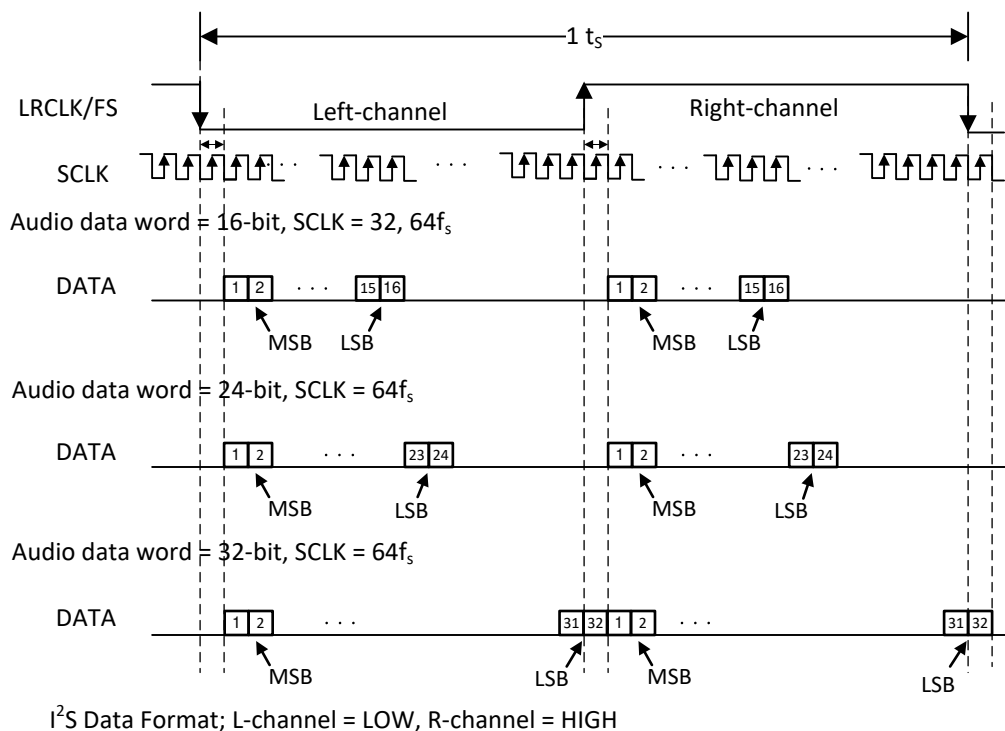 1 tS
LRCLK/FS
Left-channel
Right-channel
SCLK
. . .
. . .
. . .
. . .
Audio data word = 16-bit, SCLK = 32, 64fs
DATA
1 2 . . . 15 16 1 2 . . . 15 16
MSB LSB MSB LSB
Audio data word = 24-bit, SCLK = 64fs
DATA
1 2 . . . 23 24 1 2 . . . 23 24
MSB LSB MSB LSB
Audio data word = 32-bit, SCLK = 64fs
DATA
1 2 . . . 31 32 1 2 . . . 31 32
MSB LSB MSB LSB
I²S Data Format; L-channel = LOW, R-channel = HIGH